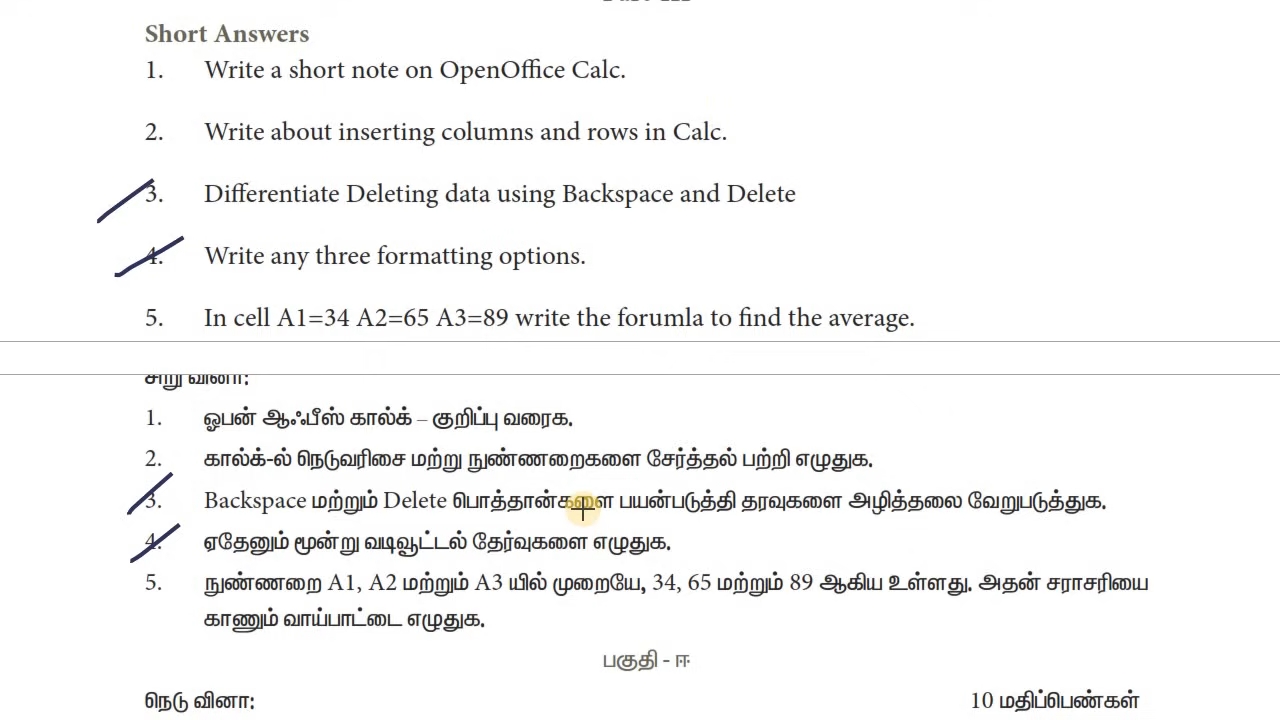 Short Answers
1. Write a short note on OpenOffice Calc.
2. Write about inserting columns and rows in Calc.
3. Differentiate Deleting data using Backspace and Delete
4. Write any three formatting options.
5. In cell A1=34 A2=65 A3=89 write the forumla to find the average.
சிறு வினா:
1. ஓபன் ஆஃபீஸ் கால்க் – குறிப்பு வரைக.
2. கால்க்-ல் நெடுவரிசை மற்று நுண்ணறைகளை சேர்த்தல் பற்றி எழுதுக.
3. Backspace மற்றும் Delete பொத்தான்களை பயன்படுத்தி தரவுகளை அழித்தலை வேறுபடுத்துக.
4. ஏதேனும் மூன்று வடிவூட்டல் தேர்வுகளை எழுதுக.
5. நுண்ணறை A1, A2 மற்றும் A3 யில் முறையே, 34, 65 மற்றும் 89 ஆகிய உள்ளது. அதன் சராசரியை
காணும் வாய்பாட்டை எழுதுக.
பகுதி - ஈ
நெடு வினா: 10 மதிப்பெண்கள்